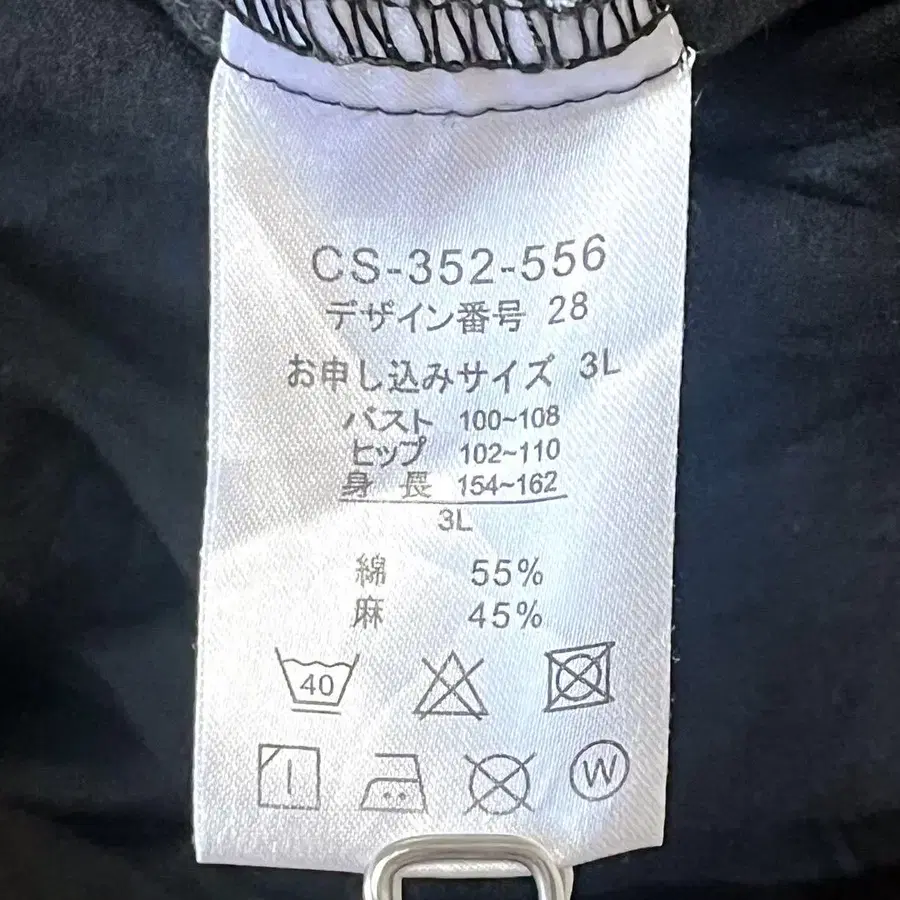 CS-352-556
デザイン番号 28
お申し込みサイズ 3L
バスト 100~108
ヒップ 102~110
身 長 154~162
3L
綿 55%
麻 45%
40
W